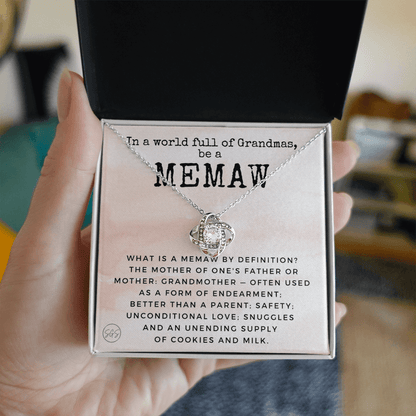 In a world full of Grandmas,
be a
MEMAW
WHAT IS A MEMAW BY DEFINITION?
THE MOTHER OF ONE'S FATHER OR
MOTHER; GRANDMOTHER – OFTEN USED
AS A FORM OF ENDEARMENT;
BETTER THAN A PARENT; SAFETY;
UNCONDITIONAL LOVE; SNUGGLES
AND AN UNENDING SUPPLY
OF COOKIES AND MILK.